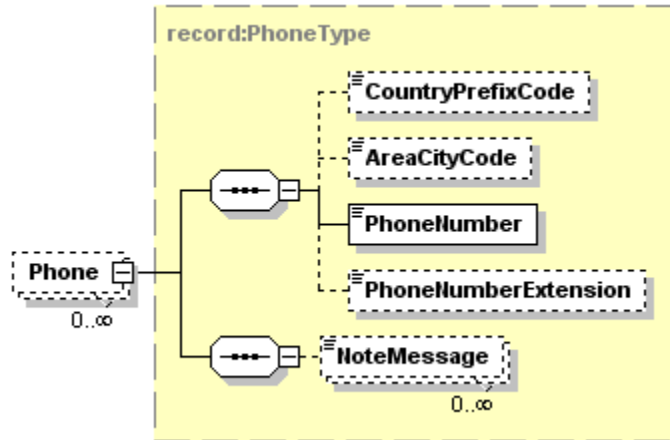 record:PhoneType
CountryPrefixCode
AreaCityCode
PhoneNumber
Phone
0..∞
PhoneNumberExtension
NoteMessage
0..∞